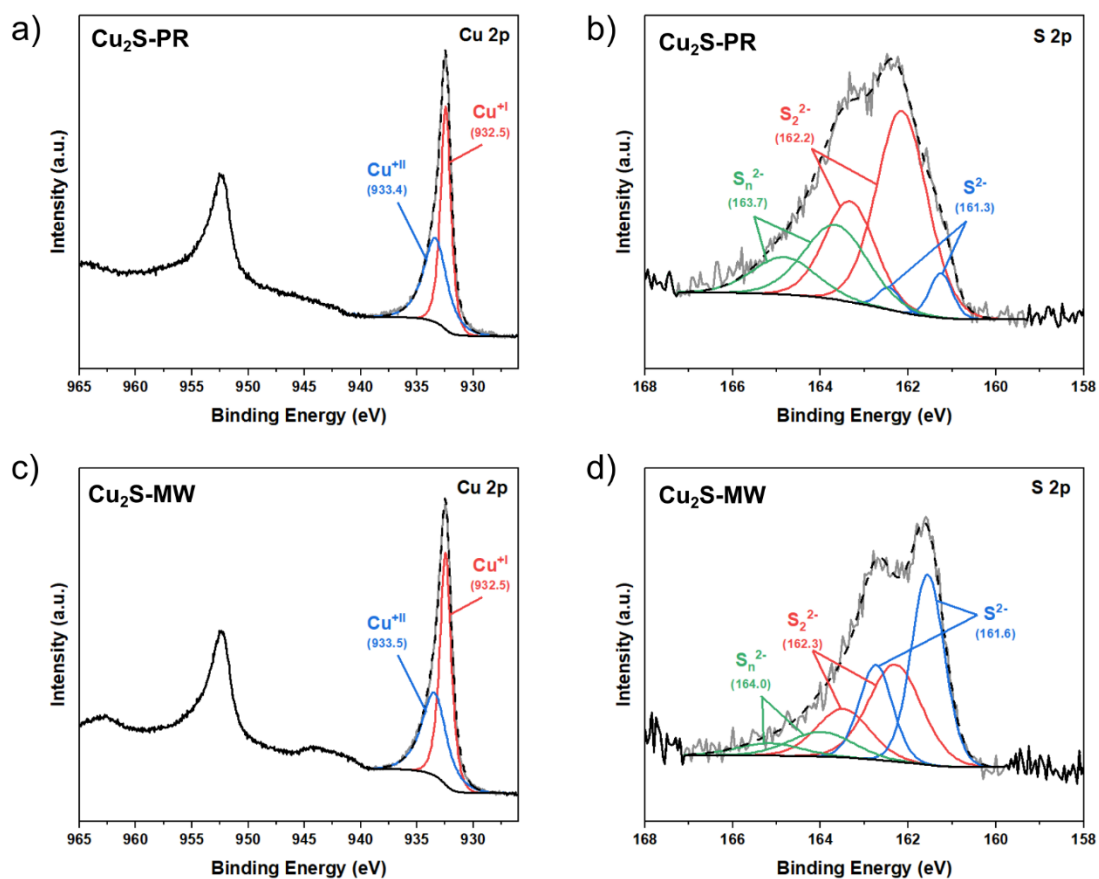 a)
Cu₂S-PR
Cu 2p
Cu⁺ᴵ
(932.5)
Cu⁺ᴵᴵ
(933.4)
Intensity (a.u.)
965 960 955 950 945 940 935 930
Binding Energy (eV)
b)
Cu₂S-PR
S 2p
S₂²⁻
(162.2)
Sₙ²⁻
(163.7)
S²⁻
(161.3)
Intensity (a.u.)
168 166 164 162 160 158
Binding Energy (eV)
c)
Cu₂S-MW
Cu 2p
Cu⁺ᴵ
(932.5)
Cu⁺ᴵᴵ
(933.5)
Intensity (a.u.)
965 960 955 950 945 940 935 930
Binding Energy (eV)
d)
Cu₂S-MW
S 2p
S₂²⁻
(162.3)
S²⁻
(161.6)
Sₙ²⁻
(164.0)
Intensity (a.u.)
168 166 164 162 160 158
Binding Energy (eV)